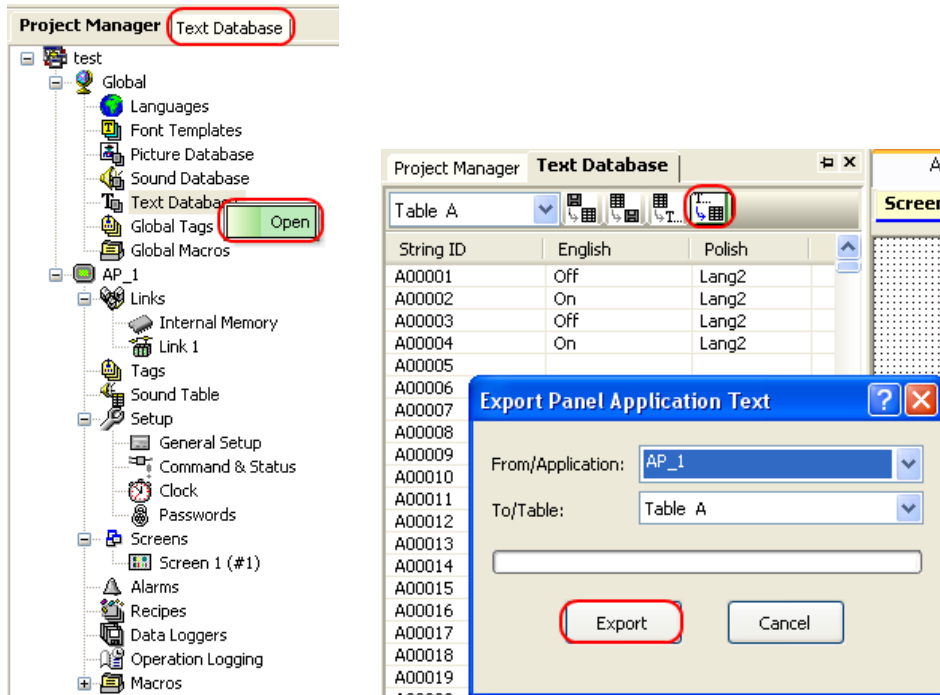 Project Manager Text Database
test
Global
Languages
Font Templates
Picture Database
Sound Database
Text Databas
Open
Global Tags
Global Macros
AP_1
Links
Internal Memory
Link 1
Tags
Sound Table
Setup
General Setup
Command & Status
Clock
Passwords
Screens
Screen 1 (#1)
Alarms
Recipes
Data Loggers
Operation Logging
Macros
Project Manager Text Database
A
Table A
T...
T...
Screen
String ID English Polish
A00001 Off Lang2
A00002 On Lang2
A00003 Off Lang2
A00004 On Lang2
A00005
A00006
A00007
A00008
A00009
A00010
A00011
A00012
A00013
A00014
A00015
A00016
A00017
A00018
A00019
Export Panel Application Text
From/Application: AP_1
To/Table: Table A
Export Cancel